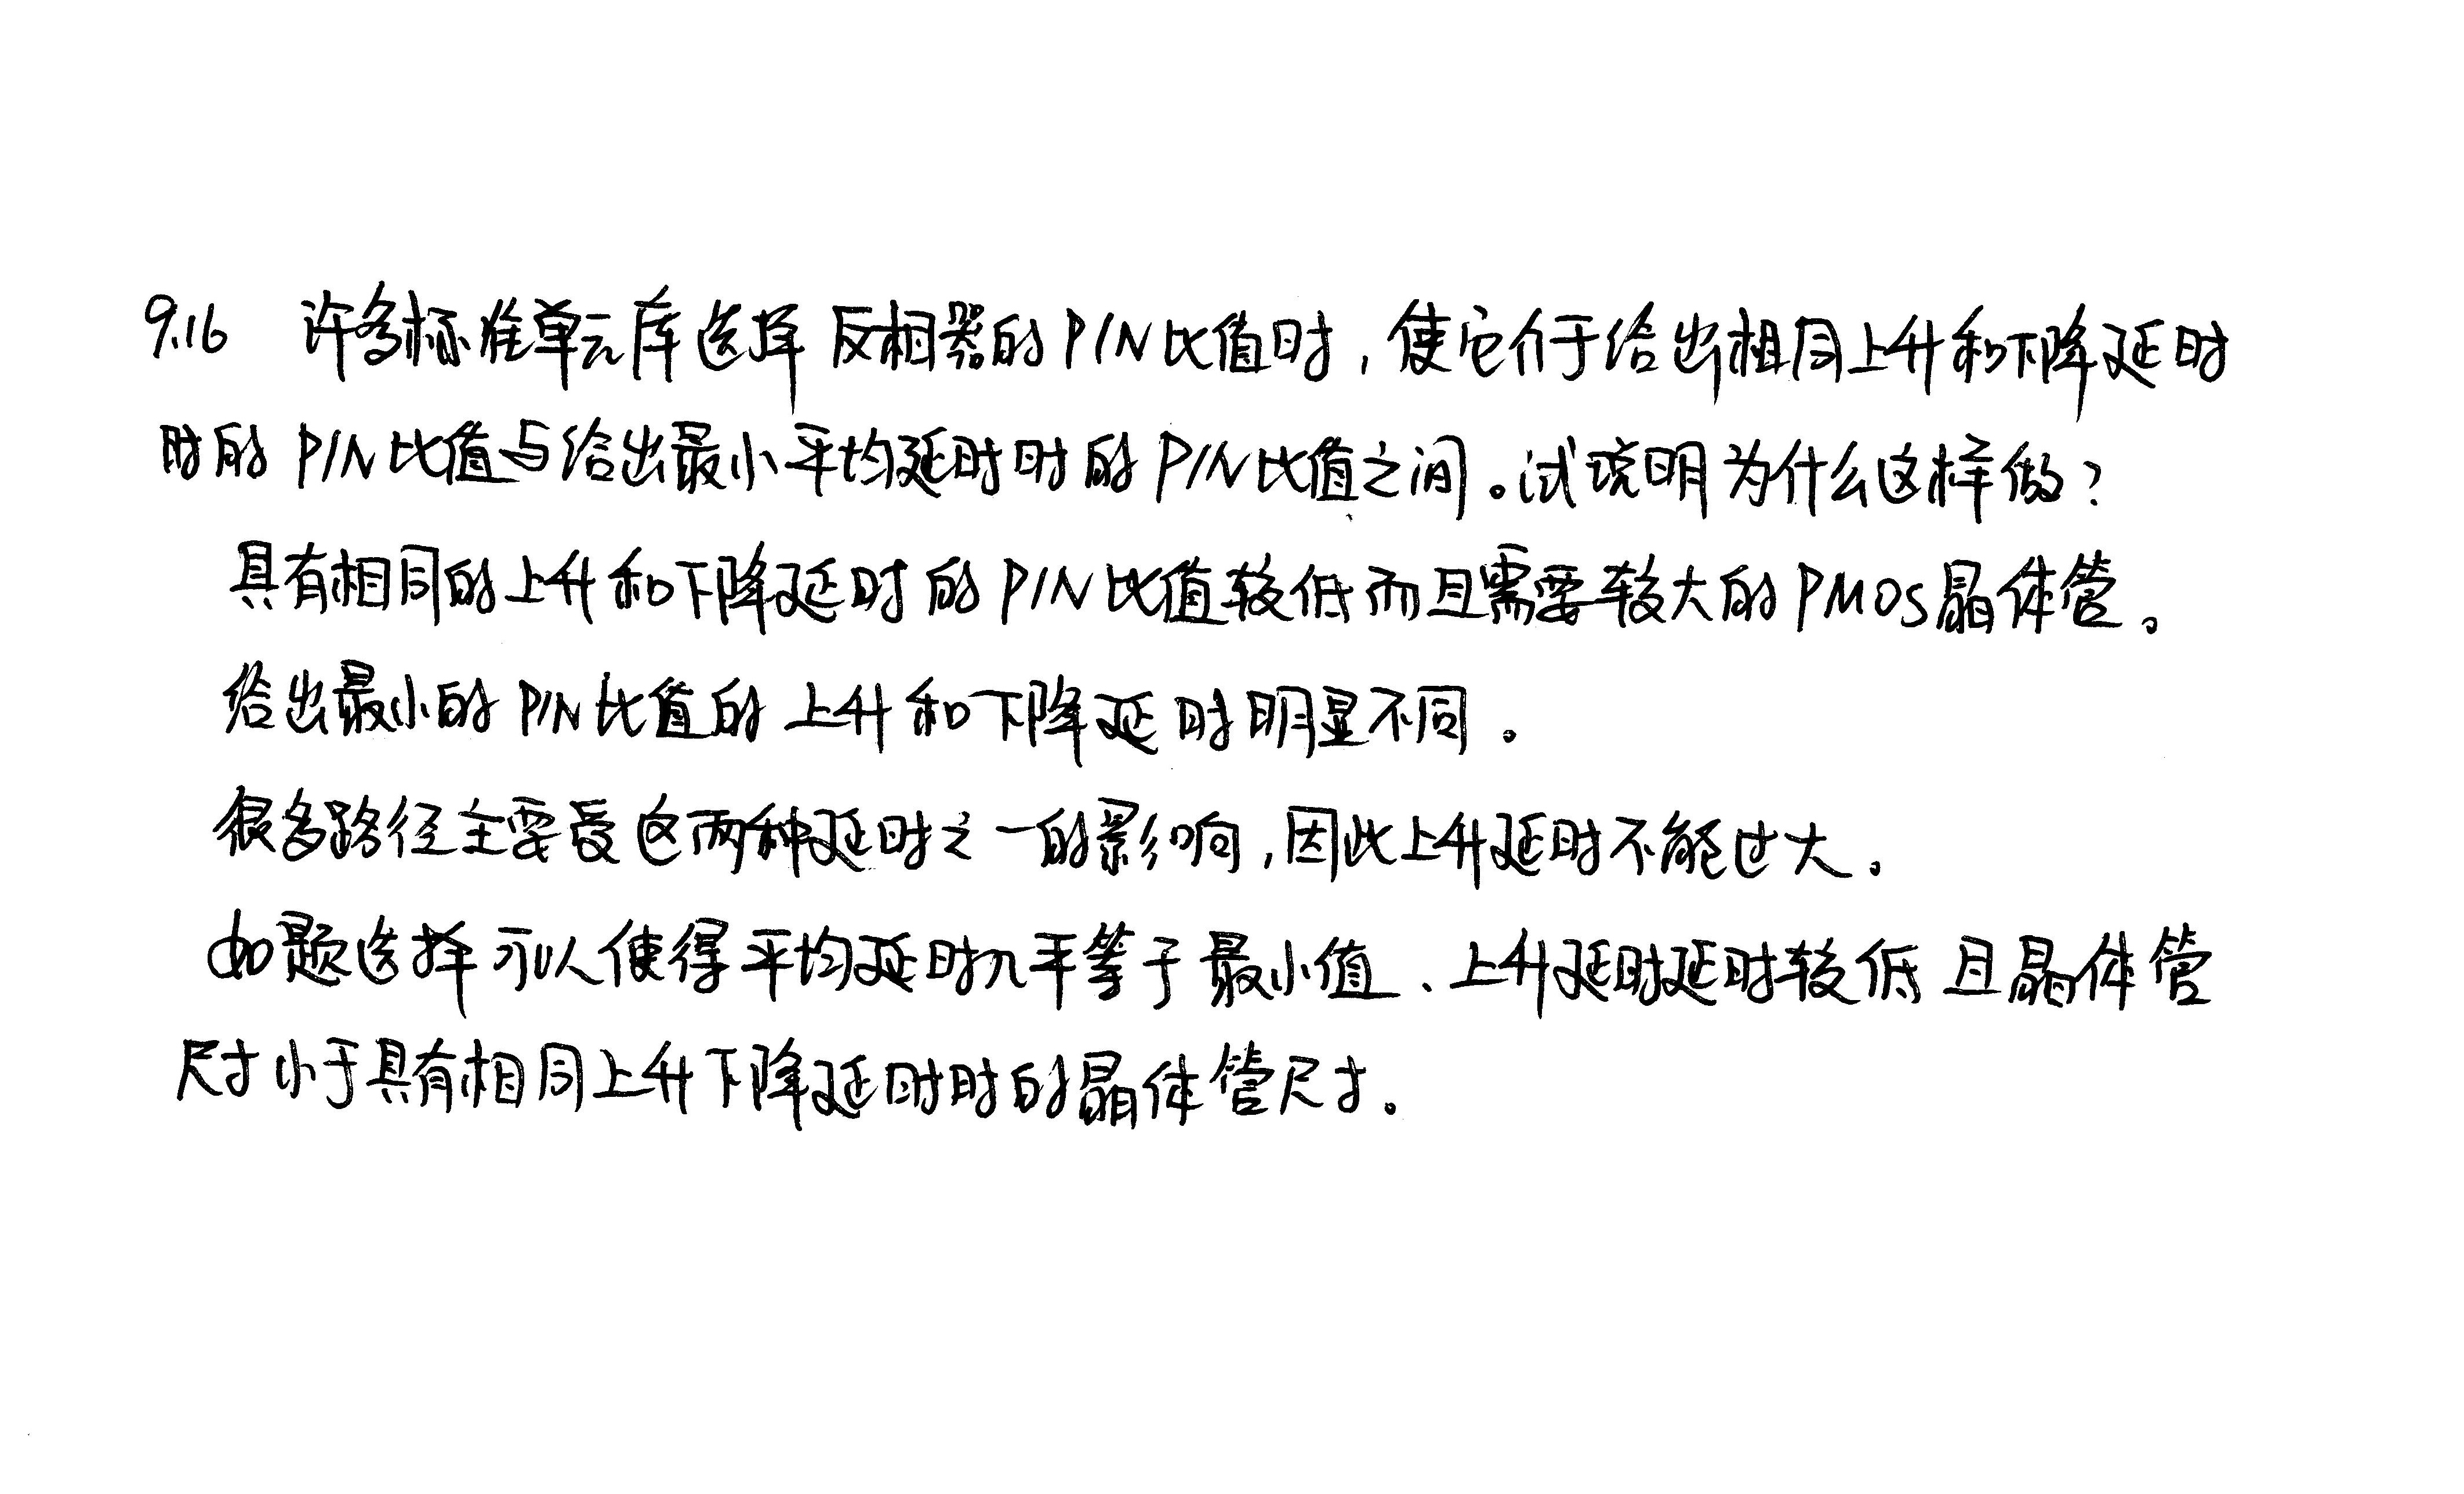 9.16 许多标准单元库选择反相器的P/N比值时，使它介于给出相同上升和下降延时
时的P/N比值与给出最小平均延时时的P/N比值之间。试说明为什么这样做？
具有相同的上升和下降延时的P/N比值较低而且需要较大的PMOS晶体管。
给出最小的P/N比值的上升和下降延时明显不同。
很多路径主要受这两种延时之一的影响，因此上升延时不能过大。
如题选择可以使得平均延时几乎等于最小值、上升延时延时较低且晶体管
尺寸小于具有相同上升下降延时时的晶体管尺寸。